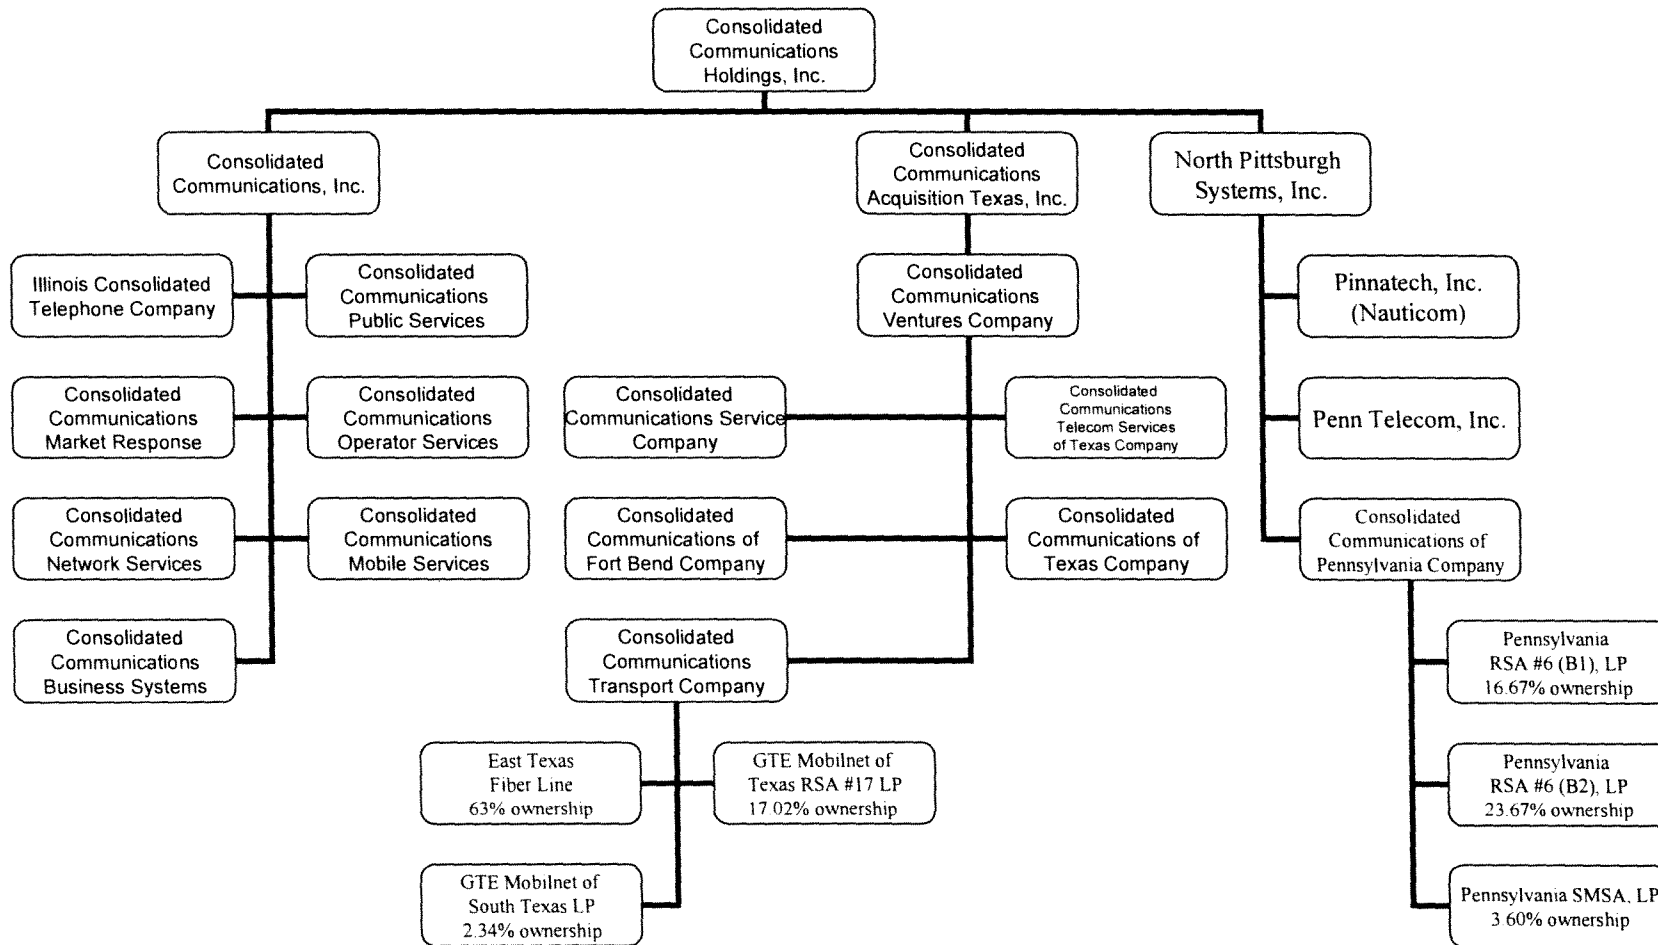 Consolidated
Communications
Holdings, Inc.
Consolidated
Communications, Inc.
Consolidated
Communications
Acquisition Texas, Inc.
North Pittsburgh
Systems, Inc.
Illinois Consolidated
Telephone Company
Consolidated
Communications
Public Services
Consolidated
Communications
Ventures Company
Pinnatech, Inc.
(Nauticom)
Consolidated
Communications
Market Response
Consolidated
Communications
Operator Services
Consolidated
Communications Service
Company
Consolidated
Communications
Telecom Services
of Texas Company
Penn Telecom, Inc.
Consolidated
Communications
Network Services
Consolidated
Communications
Mobile Services
Consolidated
Communications of
Fort Bend Company
Consolidated
Communications of
Texas Company
Consolidated
Communications of
Pennsylvania Company
Consolidated
Communications
Business Systems
Consolidated
Communications
Transport Company
Pennsylvania
RSA #6 (B1), LP
16.67% ownership
East Texas
Fiber Line
63% ownership
GTE Mobilnet of
Texas RSA #17 LP
17.02% ownership
Pennsylvania
RSA #6 (B2), LP
23.67% ownership
GTE Mobilnet of
South Texas LP
2.34% ownership
Pennsylvania SMSA, LP
3.60% ownership